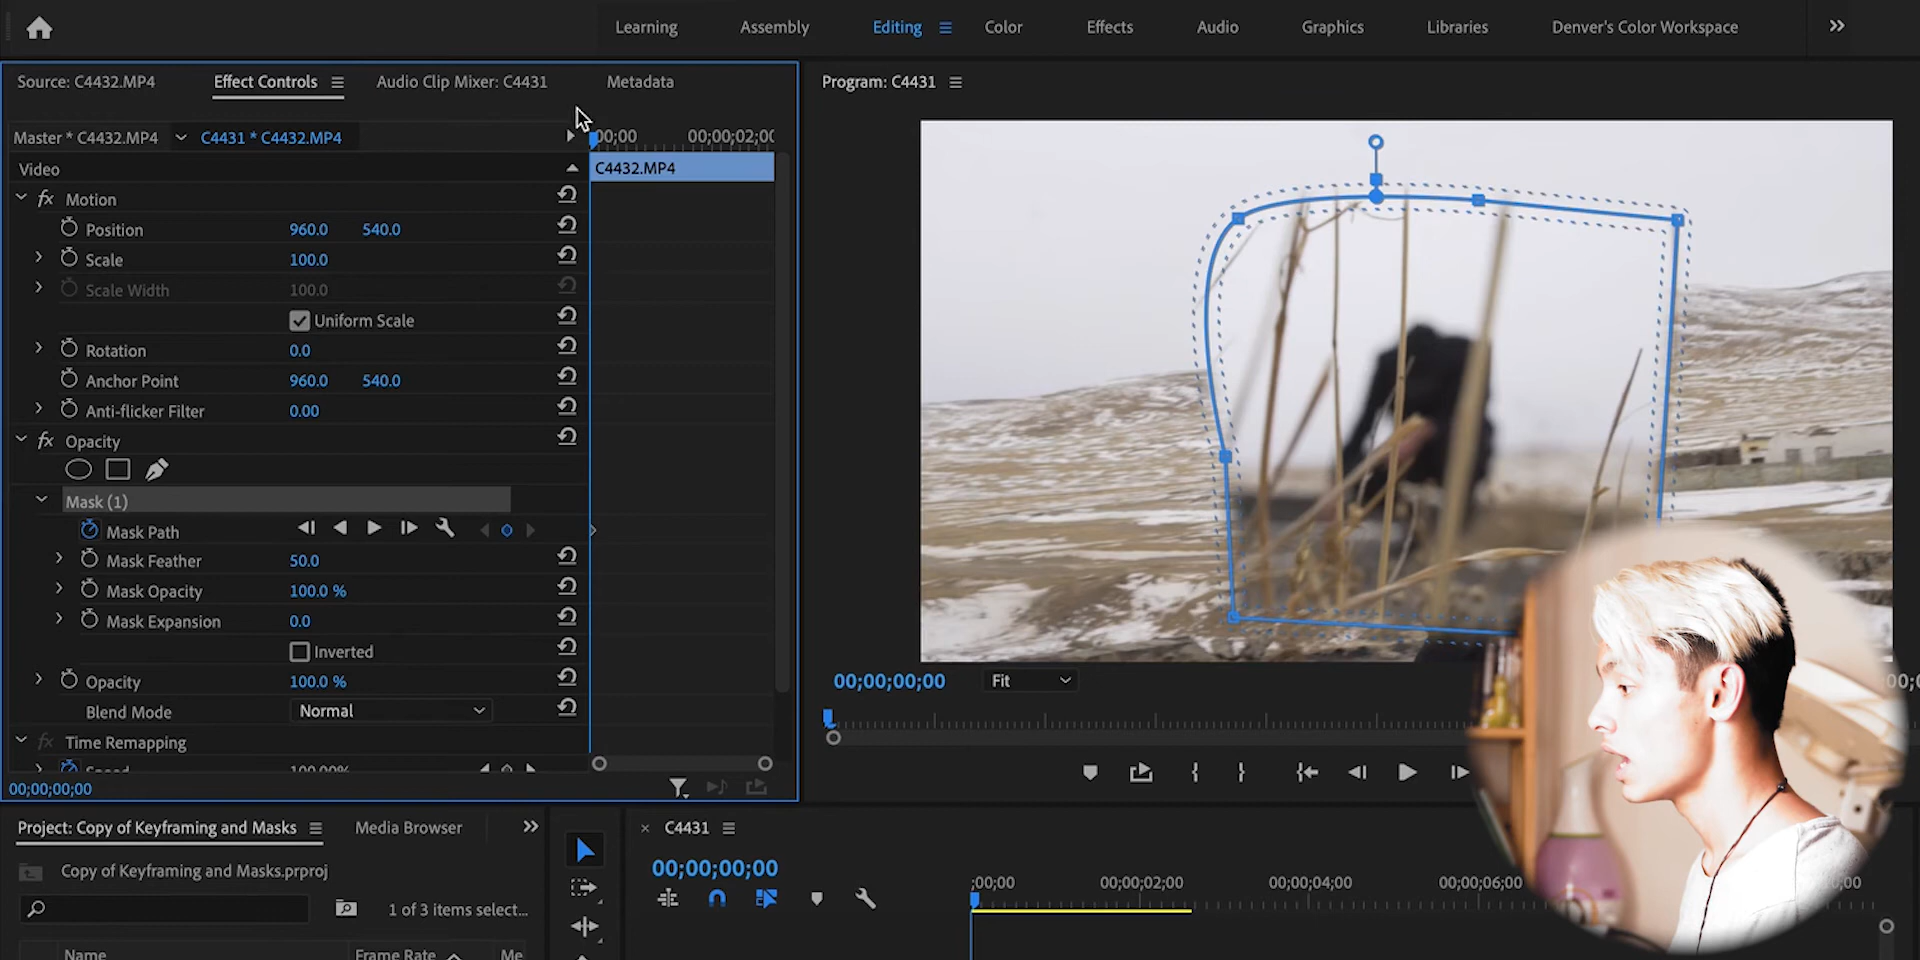 Learning Assembly Editing Color Effects Audio Graphics Libraries Denver's Color Workspace
Source: C4432.MP4 Effect Controls Audio Clip Mixer: C4431 Metadata
Program: C4431
Master * C4432.MP4 C4431 * C4432.MP4
00;00 00;00;02;00
Video
C4432.MP4
fx Motion
Position 960.0 540.0
Scale 100.0
Scale Width 100.0
Uniform Scale
Rotation 0.0
Anchor Point 960.0 540.0
Anti-flicker Filter 0.00
fx Opacity
Mask (1)
Mask Path
Mask Feather 50.0
Mask Opacity 100.0 %
Mask Expansion 0.0
Inverted
Opacity 100.0 %
Blend Mode Normal
fx Time Remapping
Speed 100.00%
00;00;00;00
00;00;00;00 Fit
Project: Copy of Keyframing and Masks Media Browser
Copy of Keyframing and Masks.prproj
1 of 3 items select...
Name Frame Rate Me
C4431
00;00;00;00
;00;00 00;00;02;00 00;00;04;00 00;00;06;00